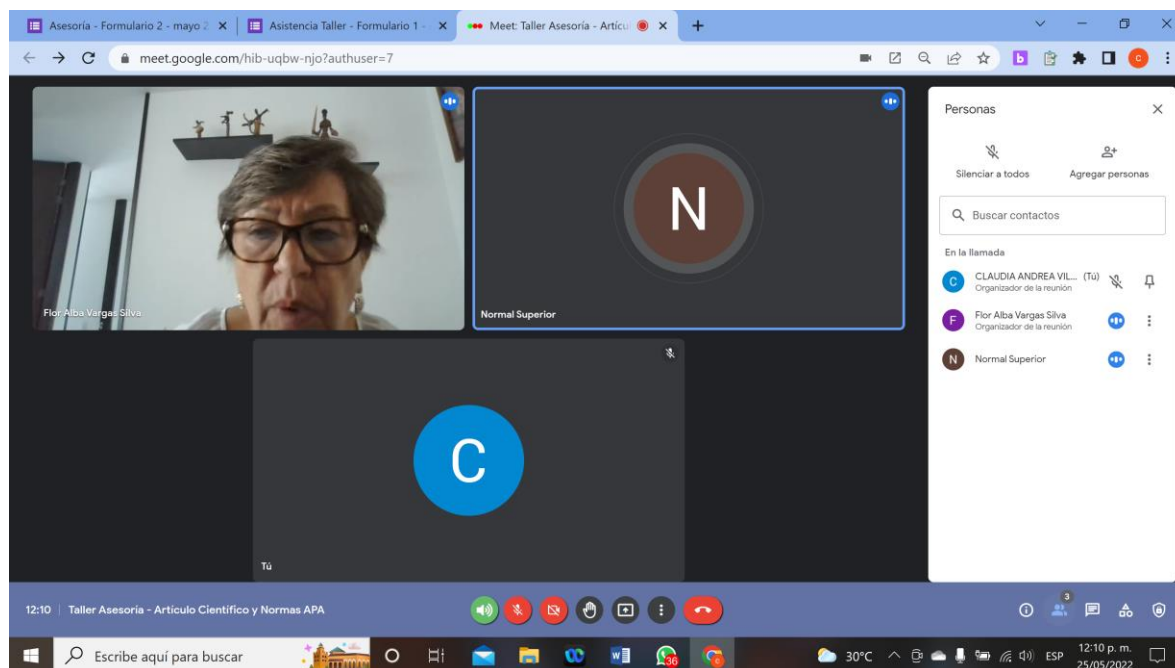 Asesoría - Formulario 2 - mayo 2
Asistencia Taller - Formulario 1 -
Meet: Taller Asesoría - Artícu
meet.google.com/hib-uqbw-njo?authuser=7
b
C
Flor Alba Vargas Silva
N
Normal Superior
C
Tú
Personas
Silenciar a todos
Agregar personas
Buscar contactos
En la llamada
C
CLAUDIA ANDREA VIL... (Tú)
Organizador de la reunión
F
Flor Alba Vargas Silva
Organizador de la reunión
N
Normal Superior
12:10 | Taller Asesoría - Artículo Científico y Normas APA
3
Escribe aquí para buscar
36
30°C
ESP
12:10 p. m.
25/05/2022